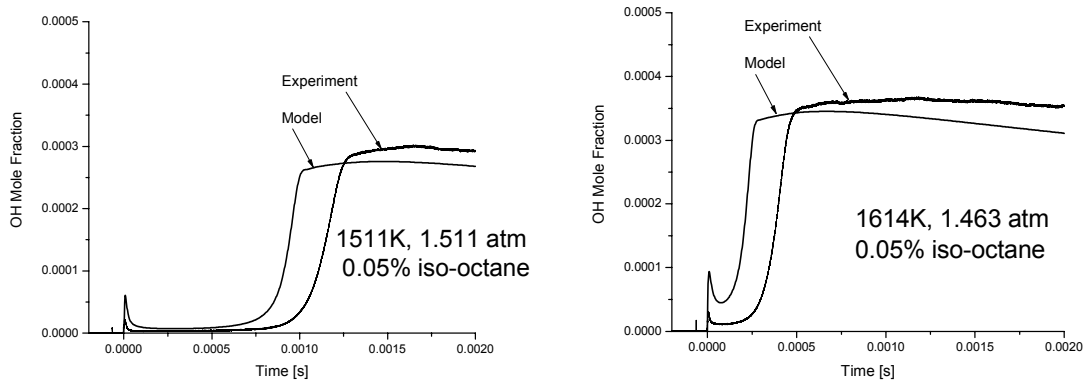 0.0005
0.0004
0.0003
0.0002
0.0001
0.0000
OH Mole Fraction
Experiment
Model
1511K, 1.511 atm
0.05% iso-octane
0.0000
0.0005
0.0010
0.0015
0.0020
Time [s]
0.0005
0.0004
0.0003
0.0002
0.0001
0.0000
OH Mole Fraction
Experiment
Model
1614K, 1.463 atm
0.05% iso-octane
0.0000
0.0005
0.0010
0.0015
0.0020
Time [s]